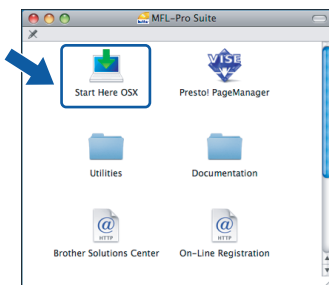 MFL-Pro Suite
VISE
Start Here OSX
Presto! PageManager
Utilities
Documentation
@
HTTP
@
HTTP
Brother Solutions Center
On-Line Registration